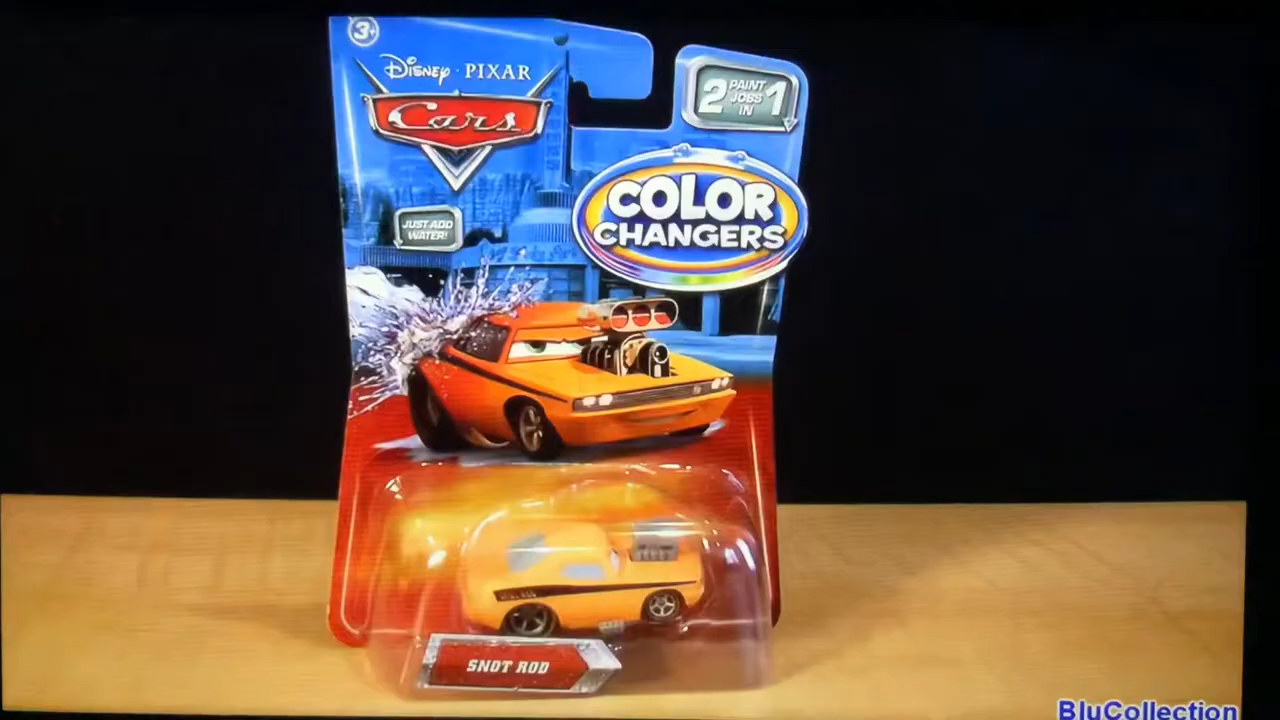 3+
Disney · PIXAR
Cars
2 PAINT JOBS IN 1
COLOR
CHANGERS
JUST ADD
WATER!
SNOT ROD
BluCollection